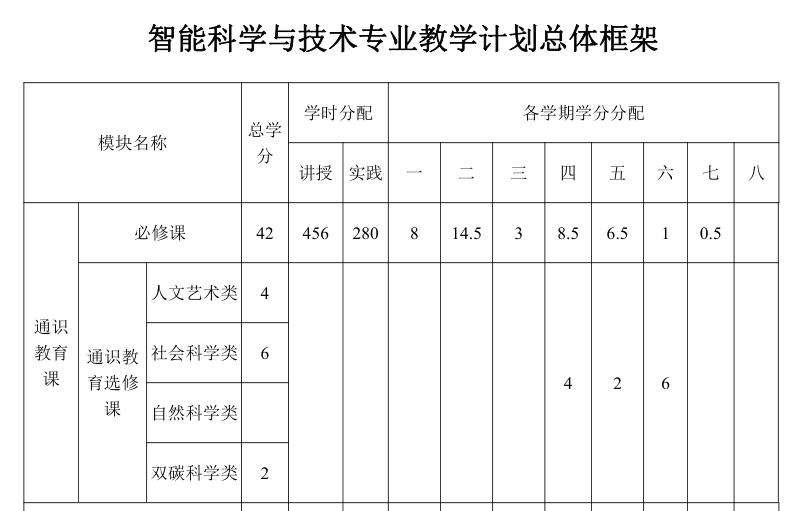 智能科学与技术专业教学计划总体框架
模块名称 总学分 学时分配 各学期学分分配
讲授 实践 一 二 三 四 五 六 七 八
通识教育课 必修课 42 456 280 8 14.5 3 8.5 6.5 1 0.5
通识教育选修课 人文艺术类 4
社会科学类 6
4 2 6
自然科学类
双碳科学类 2